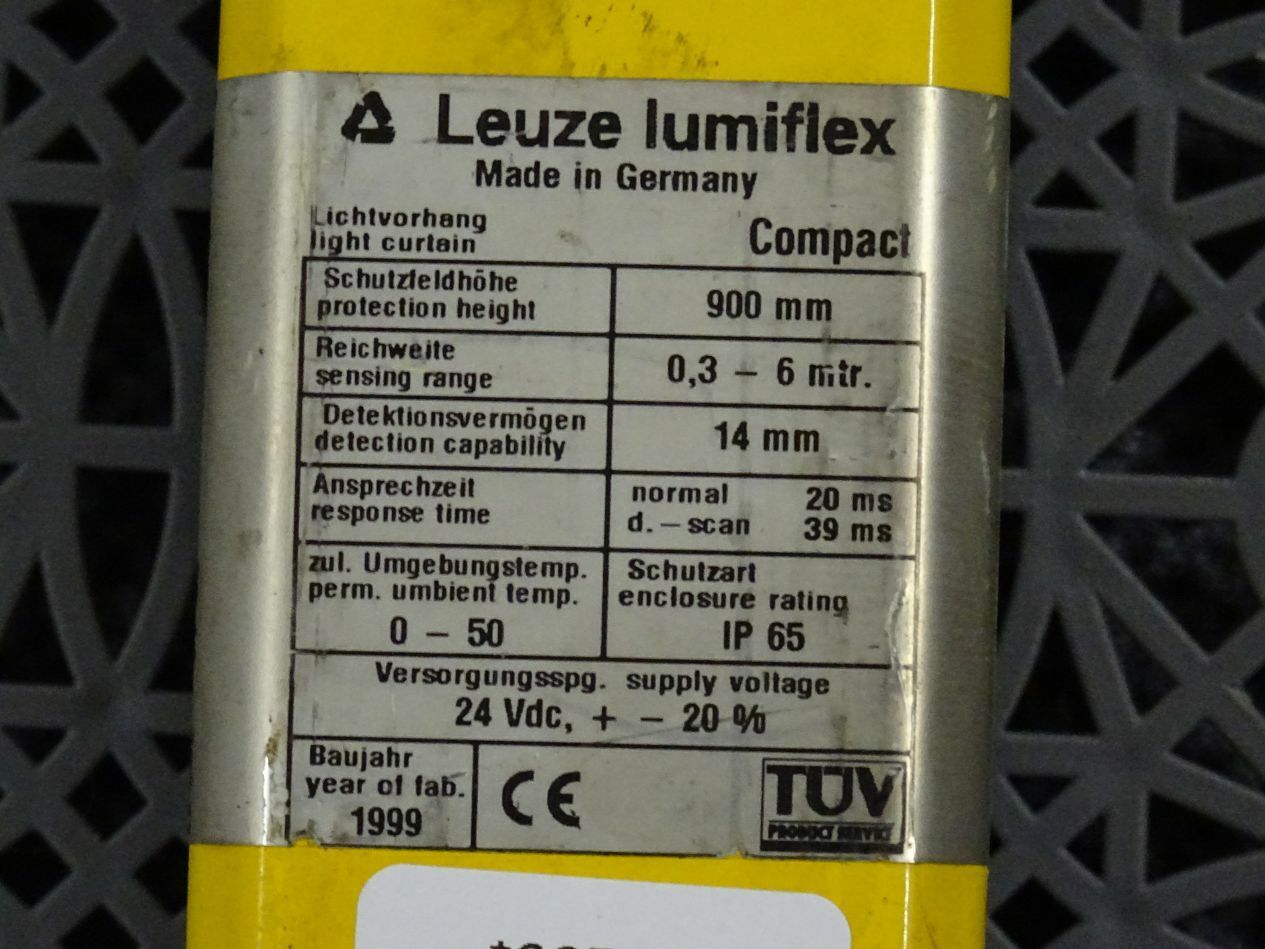 Leuze lumiflex
Made in Germany
Lichtvorhang
light curtain
Compact
Schutzfeldhöhe
protection height
900 mm
Reichweite
sensing range
0,3 – 6 mtr.
Detektionsvermögen
detection capability
14 mm
Ansprechzeit
response time
normal 20 ms
d.–scan 39 ms
zul. Umgebungstemp.
perm. umbient temp.
0 – 50
Schutzart
enclosure rating
IP 65
Versorgungsspg. supply voltage
24 Vdc, + – 20 %
Baujahr
year of fab.
1999
CE
TÜV
PRODUCT SERVICE